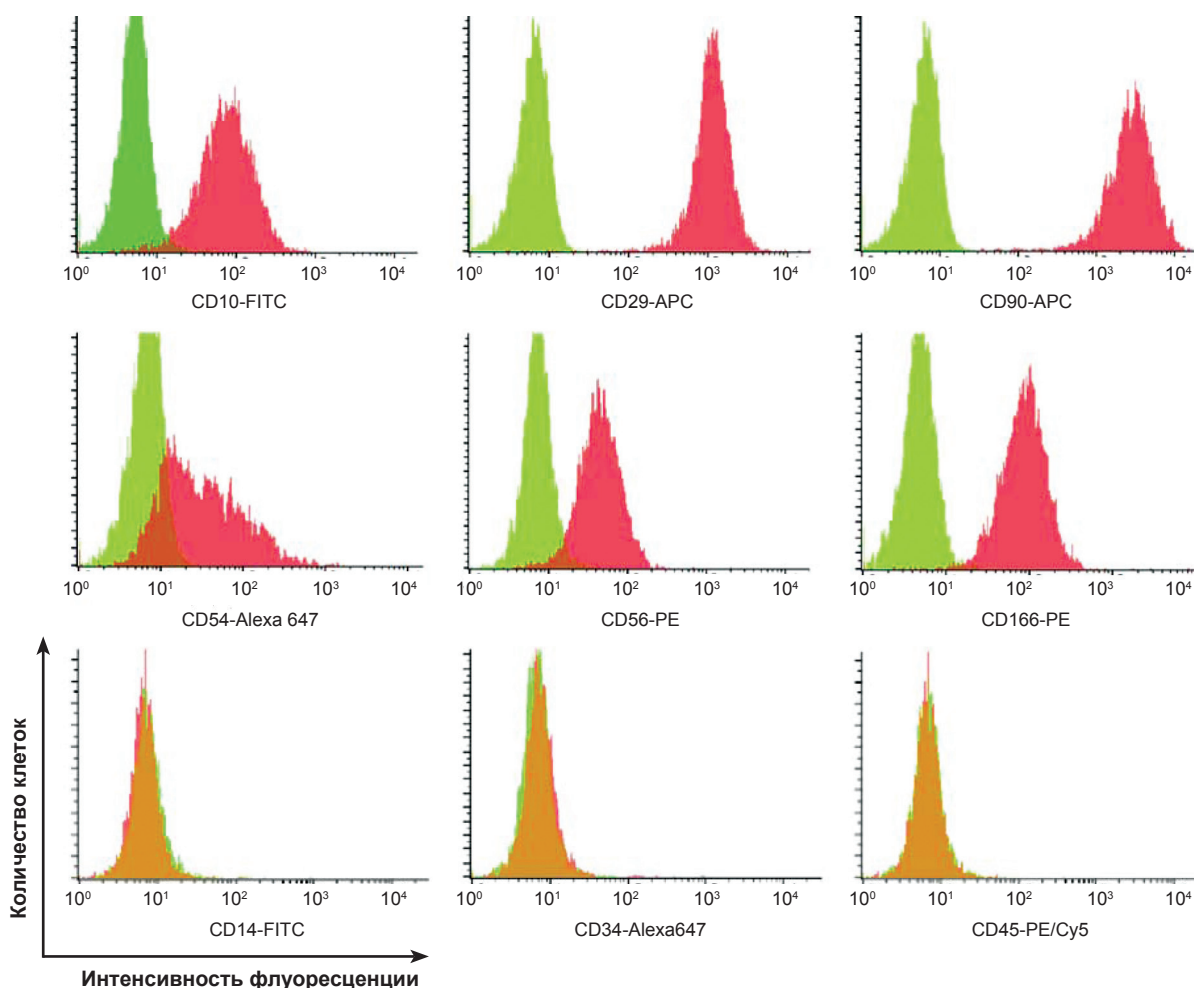 10⁰ 10¹ 10² 10³ 10⁴
CD10-FITC
10⁰ 10¹ 10² 10³ 10⁴
CD29-APC
10⁰ 10¹ 10² 10³ 10⁴
CD90-APC
10⁰ 10¹ 10² 10³ 10⁴
CD54-Alexa 647
10⁰ 10¹ 10² 10³ 10⁴
CD56-PE
10⁰ 10¹ 10² 10³ 10⁴
CD166-PE
10⁰ 10¹ 10² 10³ 10⁴
CD14-FITC
10⁰ 10¹ 10² 10³ 10⁴
CD34-Alexa647
10⁰ 10¹ 10² 10³ 10⁴
CD45-PE/Cy5
Количество клеток
Интенсивность флуоресценции